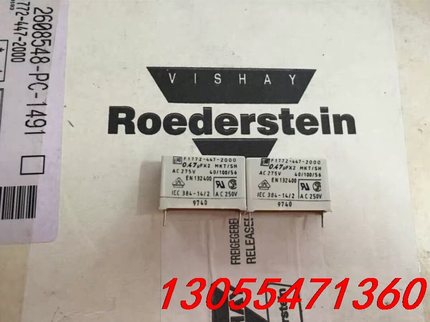 772-447-2000
2608548-PC-1491
VISHAY
Roederstein
F1772-447-2000
0.47µFX2 MKT/SH
AC 275V 40/100/56
EN 132400
IEC 384-14/2 AC 250V
9740
F1772-447-2000
0.47µFX2 MKT/SH
AC 275V 40/100/56
EN 132400
IEC 384-14/2 AC 250V
9740
FREIGEGEBEN
RELEASED
13055471360